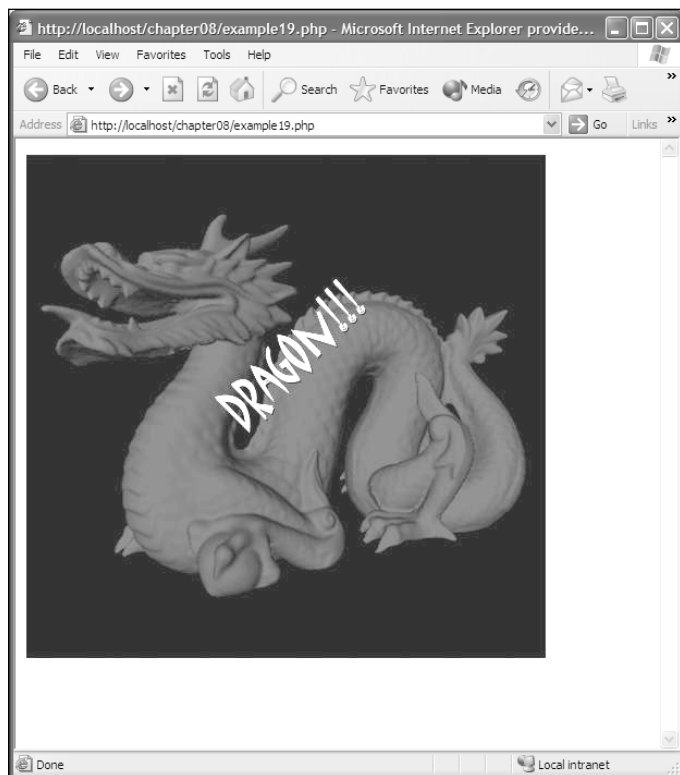 http://localhost/chapter08/example19.php - Microsoft Internet Explorer provide...
File Edit View Favorites Tools Help
Back Search Favorites Media »
Address http://localhost/chapter08/example19.php Go Links »
DRAGON!!!
Done Local intranet